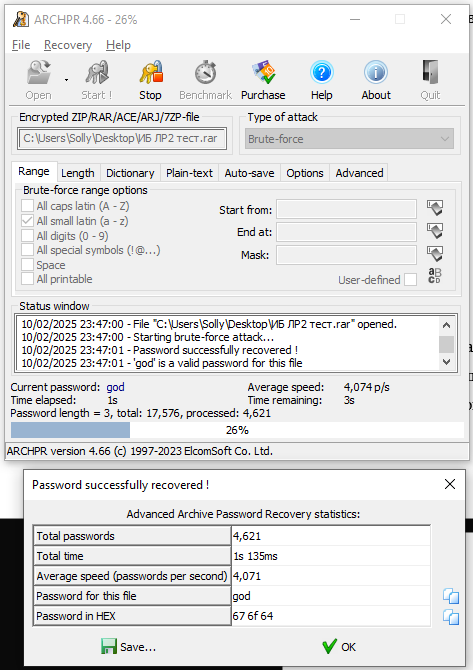 ARCHPR 4.66 - 26%
File Recovery Help
Open Start ! Stop Benchmark Purchase Help About Quit
Encrypted ZIP/RAR/ACE/ARJ/7ZIP-file
Type of attack
C:\Users\Solly\Desktop\ИБ ЛР2 тест.rar
Brute-force
Range Length Dictionary Plain-text Auto-save Options Advanced
Brute-force range options
All caps latin (A - Z)
All small latin (a - z)
All digits (0 - 9)
All special symbols (!@...)
Space
All printable
Start from:
End at:
Mask:
User-defined
Status window
10/02/2025 23:47:00 - File "C:\Users\Solly\Desktop\ИБ ЛР2 тест.rar" opened.
10/02/2025 23:47:00 - Starting brute-force attack...
10/02/2025 23:47:01 - Password successfully recovered !
10/02/2025 23:47:01 - 'god' is a valid password for this file
Current password: god Average speed: 4,074 p/s
Time elapsed: 1s Time remaining: 3s
Password length = 3, total: 17,576, processed: 4,621
26%
ARCHPR version 4.66 (c) 1997-2023 ElcomSoft Co. Ltd.
Password successfully recovered !
Advanced Archive Password Recovery statistics:
Total passwords 4,621
Total time 1s 135ms
Average speed (passwords per second) 4,071
Password for this file god
Password in HEX 67 6f 64
Save... OK